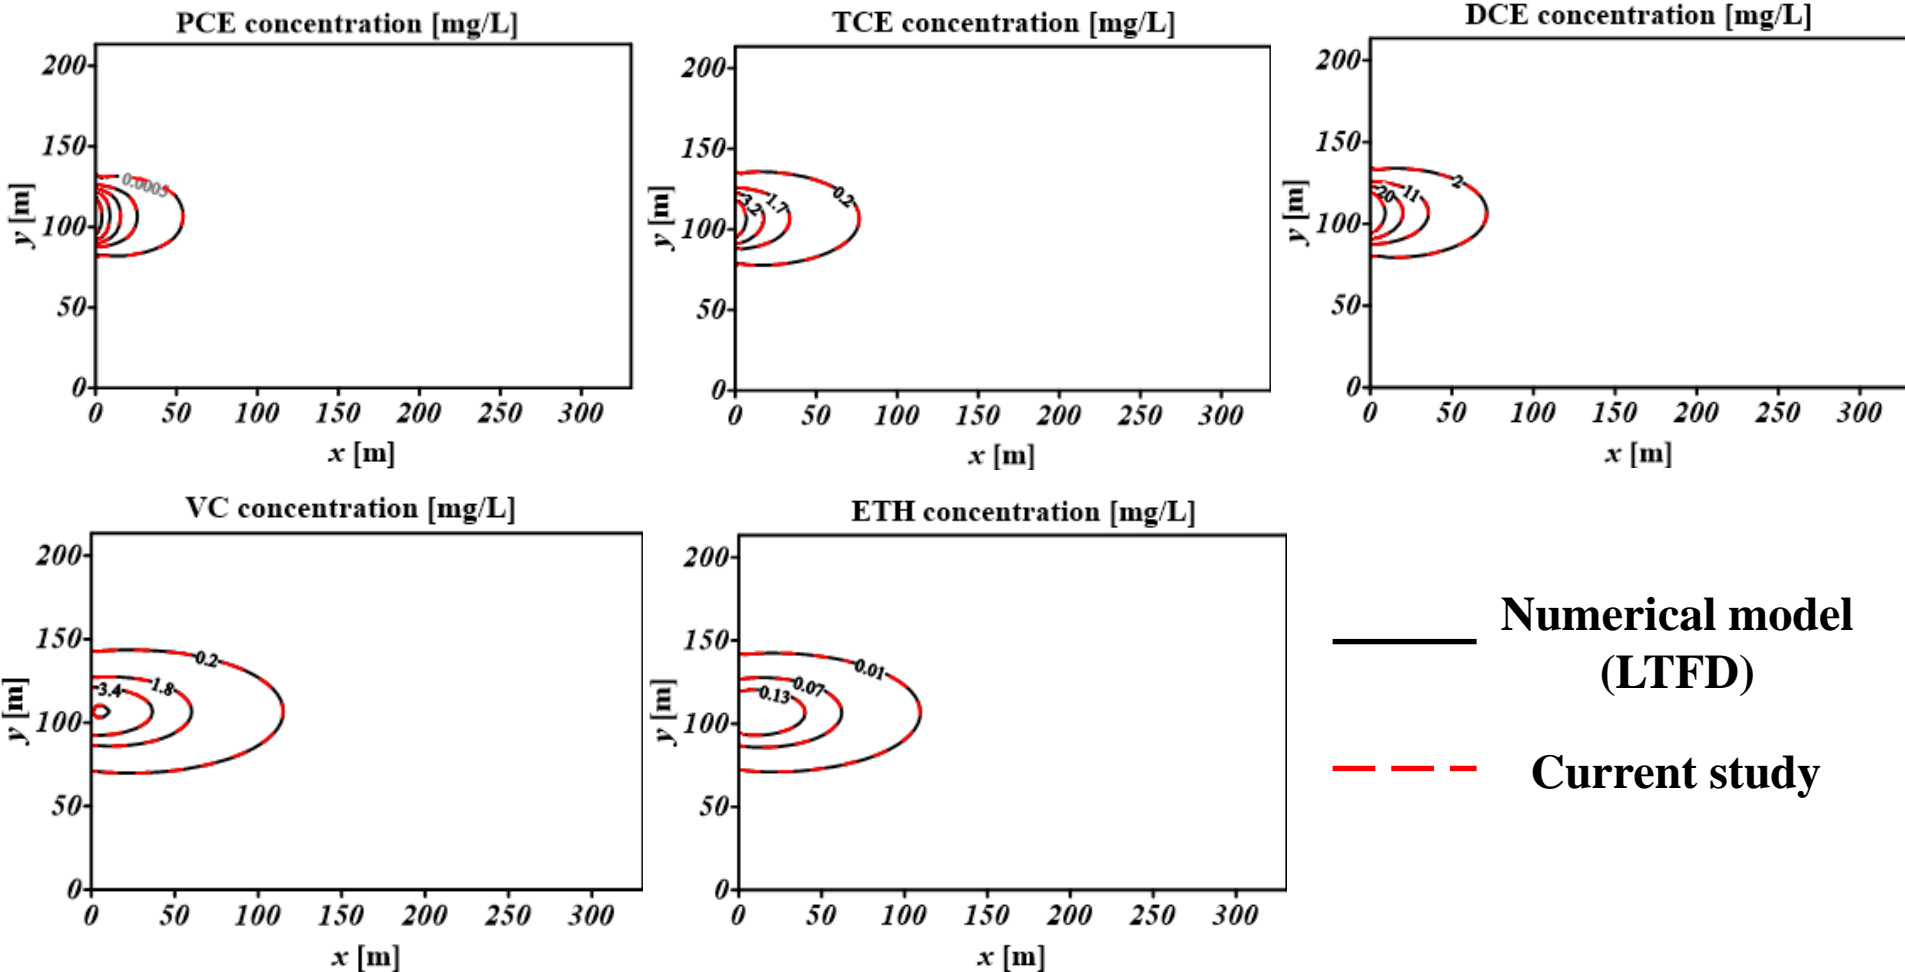 PCE concentration [mg/L]
200
150
100
50
0
0.0005
0 50 100 150 200 250 300
x [m]
y [m]
TCE concentration [mg/L]
200
150
100
50
0
3.2 1.7 0.2
0 50 100 150 200 250 300
x [m]
y [m]
DCE concentration [mg/L]
200
150
100
50
0
20 11 2
0 50 100 150 200 250 300
x [m]
y [m]
VC concentration [mg/L]
200
150
100
50
0
3.4 1.8 0.2
0 50 100 150 200 250 300
x [m]
y [m]
ETH concentration [mg/L]
200
150
100
50
0
0.13 0.07 0.01
0 50 100 150 200 250 300
x [m]
y [m]
Numerical model
(LTFD)
Current study